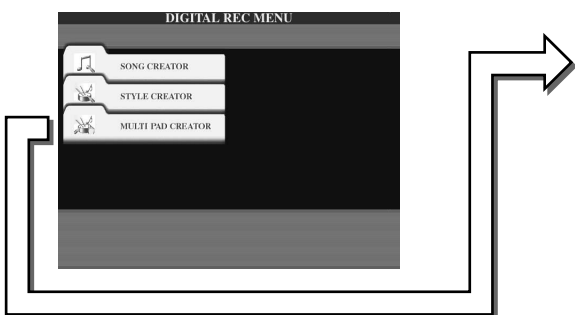 DIGITAL REC MENU
SONG CREATOR
STYLE CREATOR
MULTI PAD CREATOR